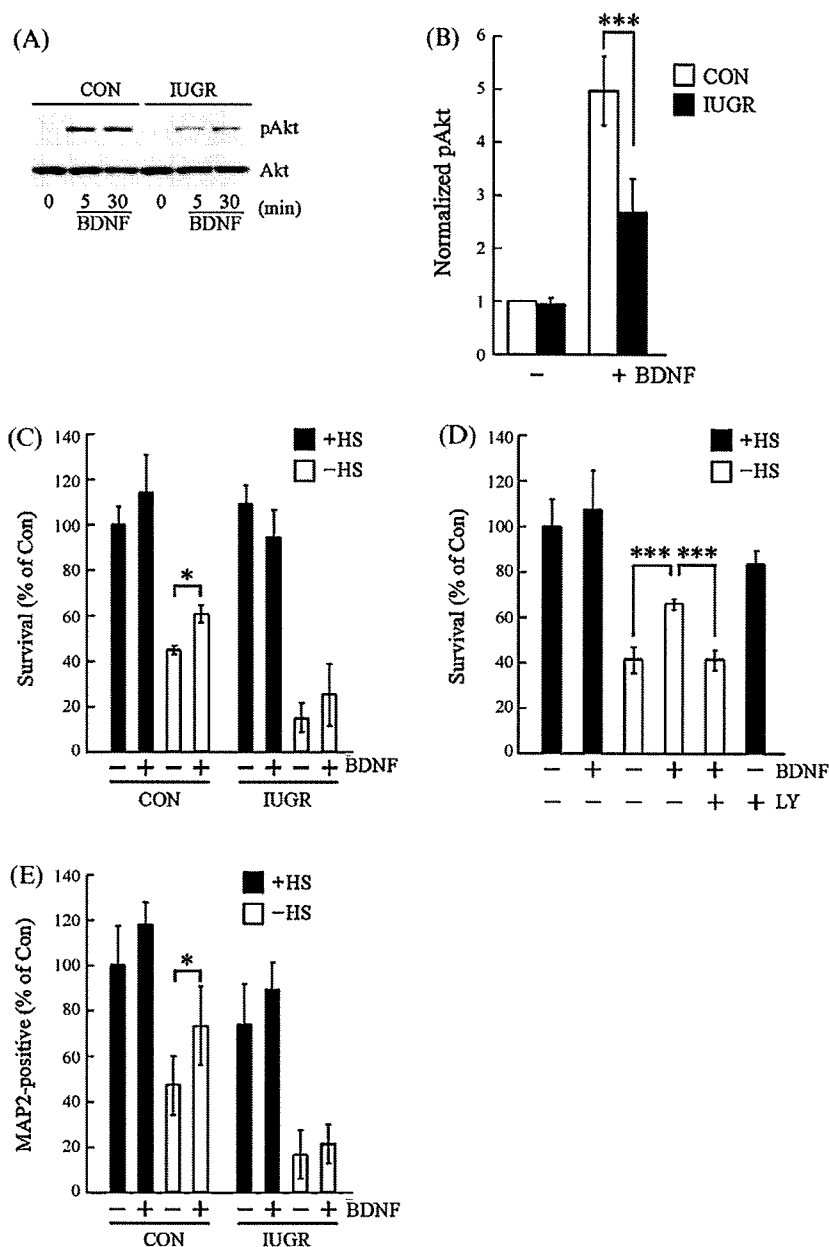 (A)
CON IUGR
pAkt
Akt
0 5 30 0 5 30 (min)
BDNF BDNF
(B)
***
CON
IUGR
Normalized pAkt
6
5
4
3
2
1
0
− + BDNF
(C)
+HS
−HS
Survival (% of Con)
140
120
100
80
60
40
20
0
*
− + − + − + − + BDNF
CON IUGR
(D)
+HS
−HS
Survival (% of Con)
140
120
100
80
60
40
20
0
*** ***
− + − + + − BDNF
− − − − + + LY
(E)
+HS
−HS
MAP2-positive (% of Con)
140
120
100
80
60
40
20
0
*
− + − + − + − + BDNF
CON IUGR